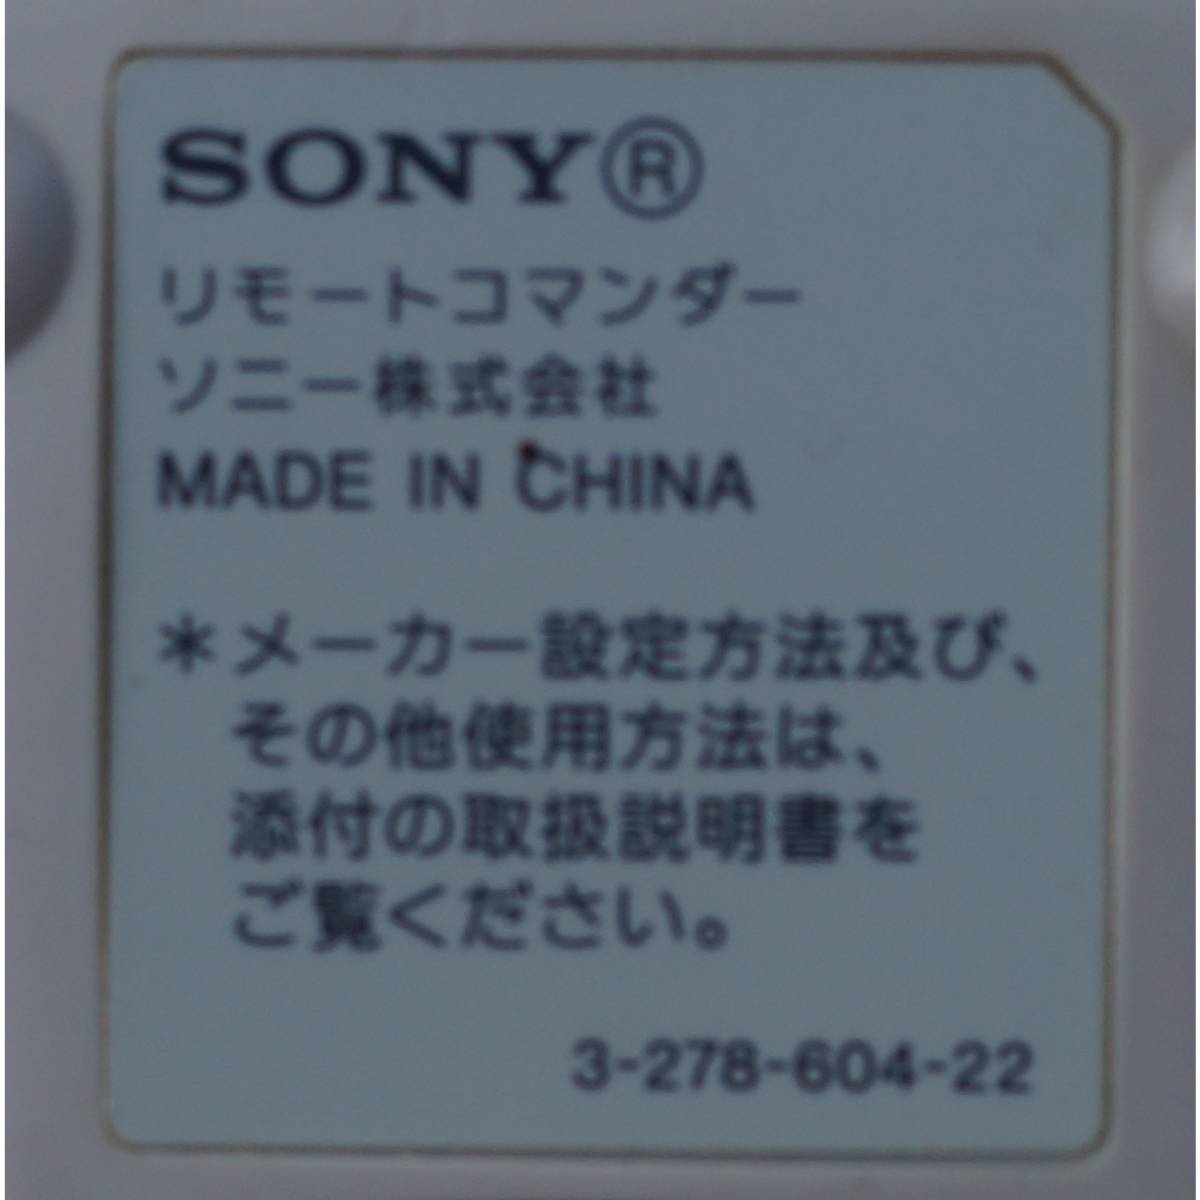 SONY®
リモートコマンダー
ソニー株式会社
MADE IN CHINA
＊メーカー設定方法及び、
その他使用方法は、
添付の取扱説明書を
ご覧ください。
3-278-604-22